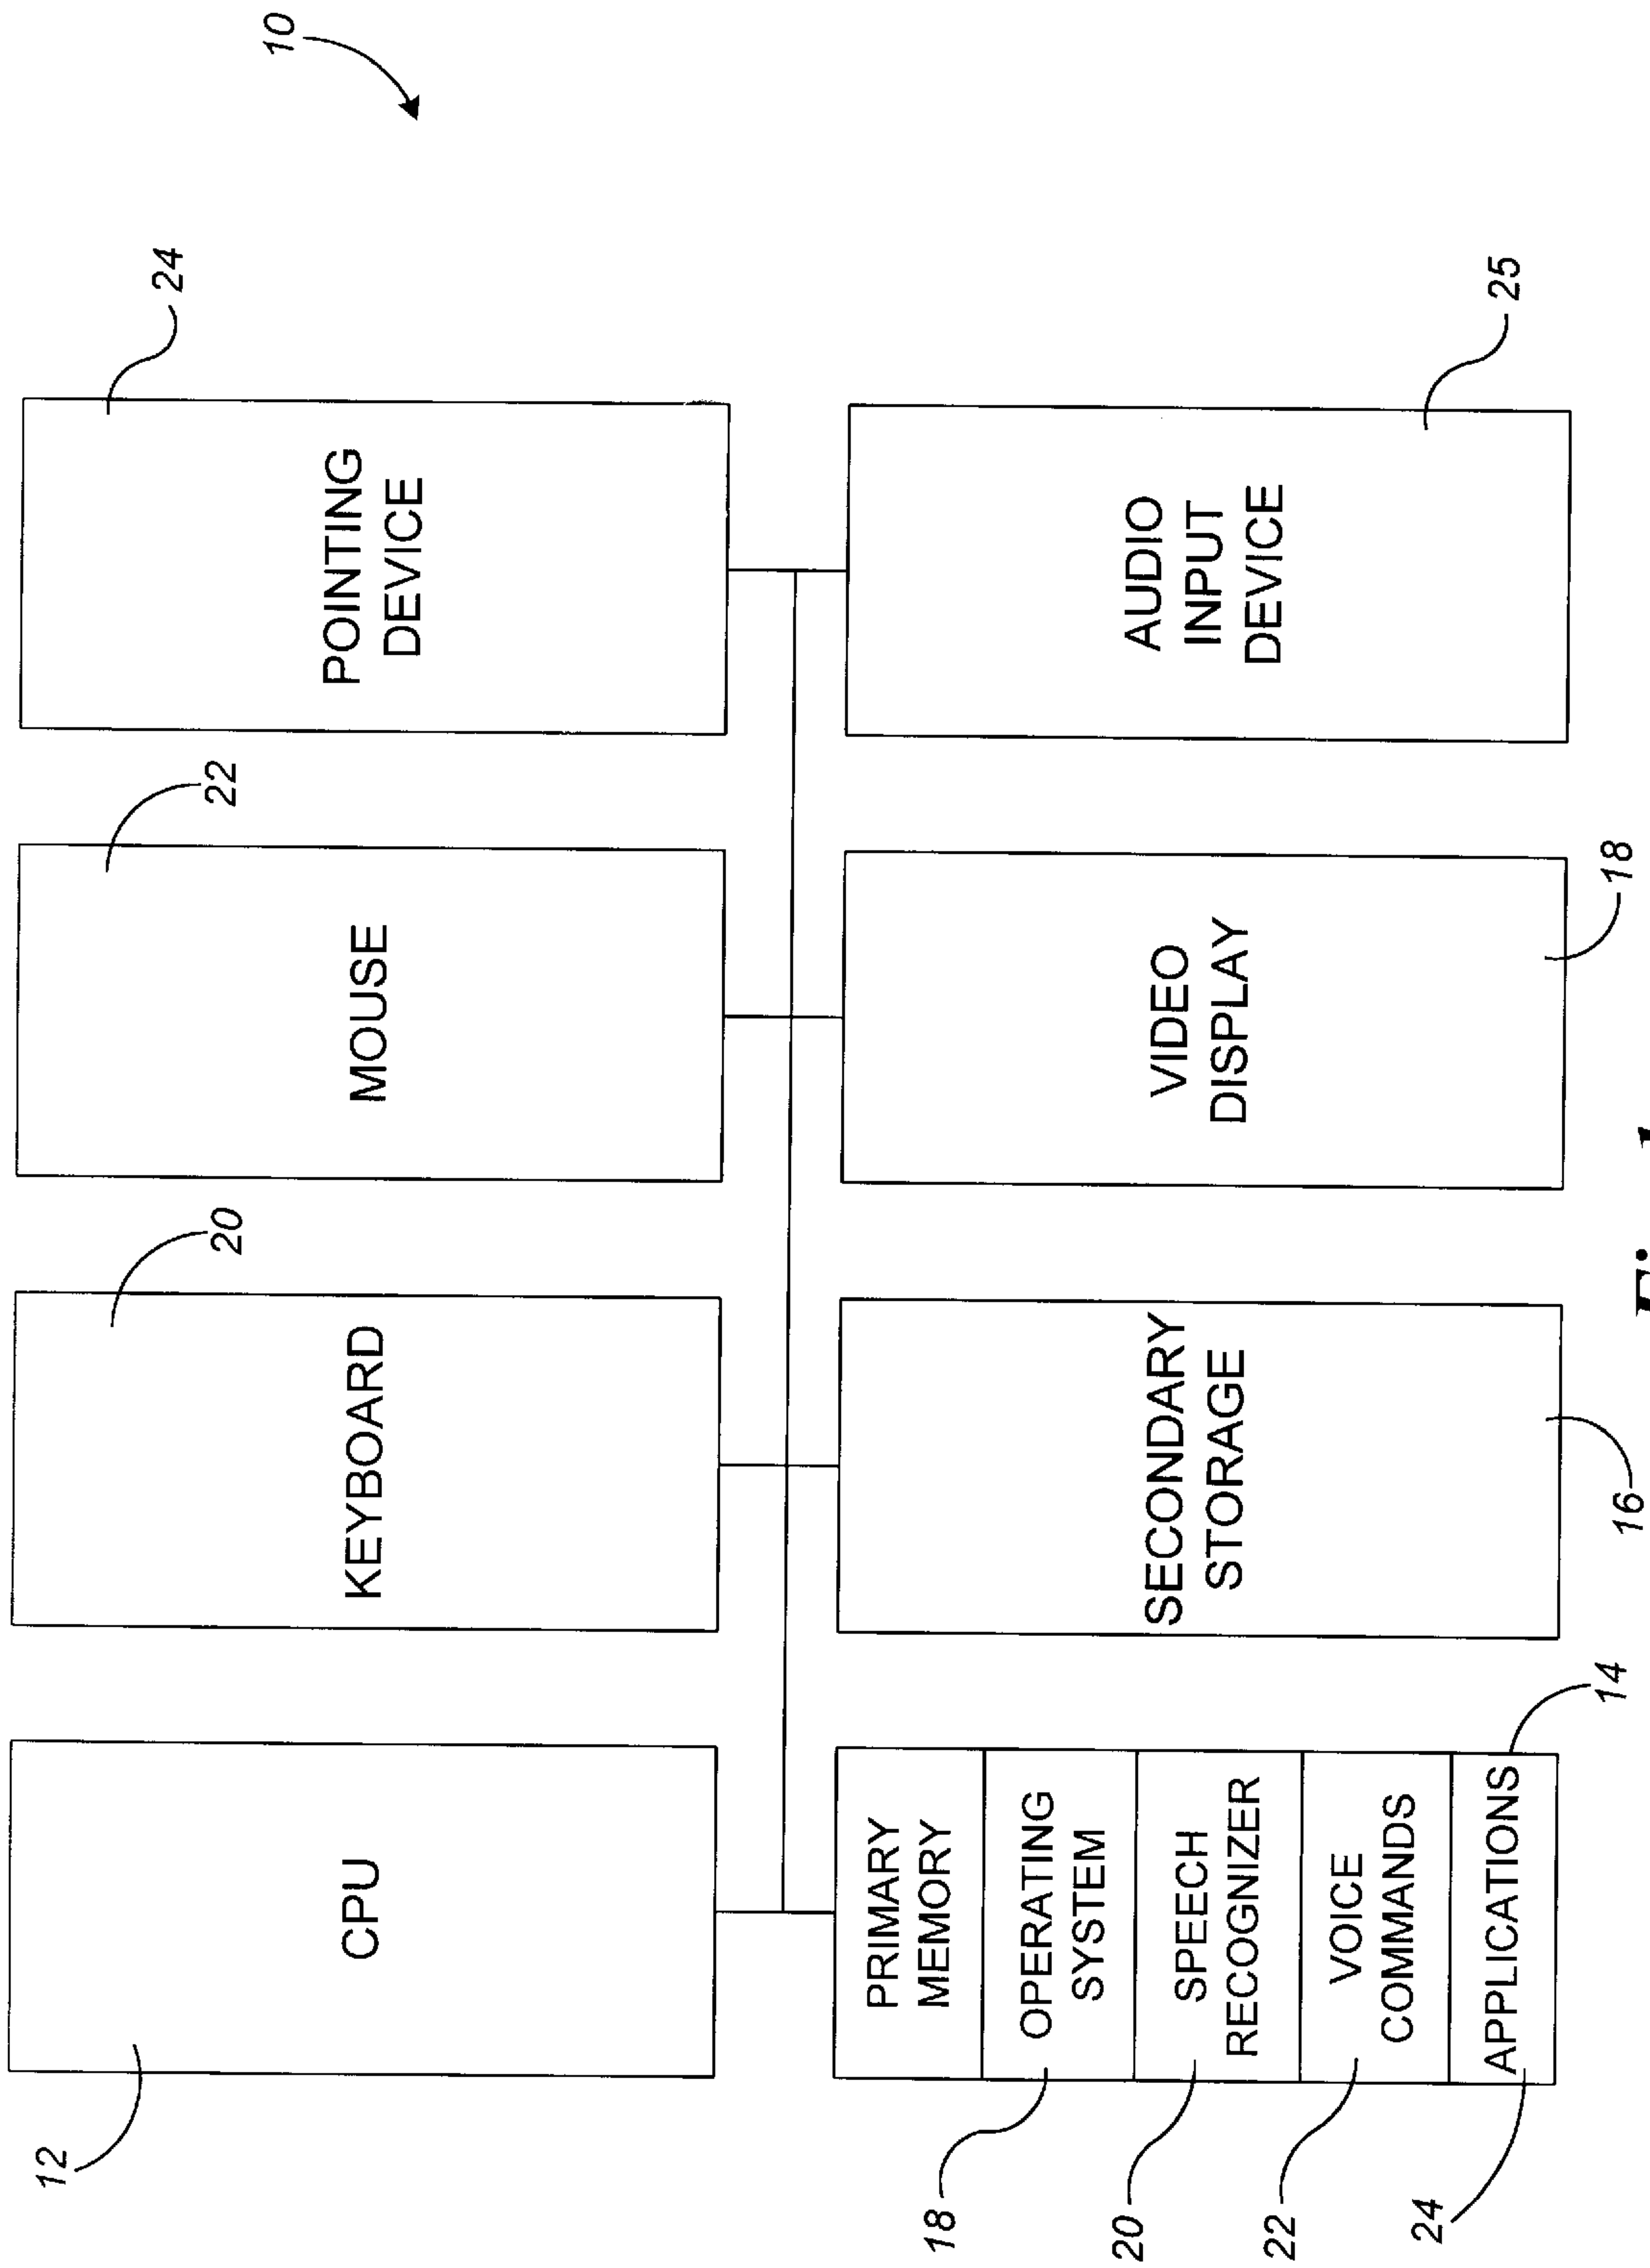 10
12
CPU
20
KEYBOARD
22
MOUSE
24
POINTING
DEVICE
PRIMARY
MEMORY
18
OPERATING
SYSTEM
20
SPEECH
RECOGNIZER
22
VOICE
COMMANDS
24
APPLICATIONS
14
SECONDARY
STORAGE
16
VIDEO
DISPLAY
18
AUDIO
INPUT
DEVICE
25